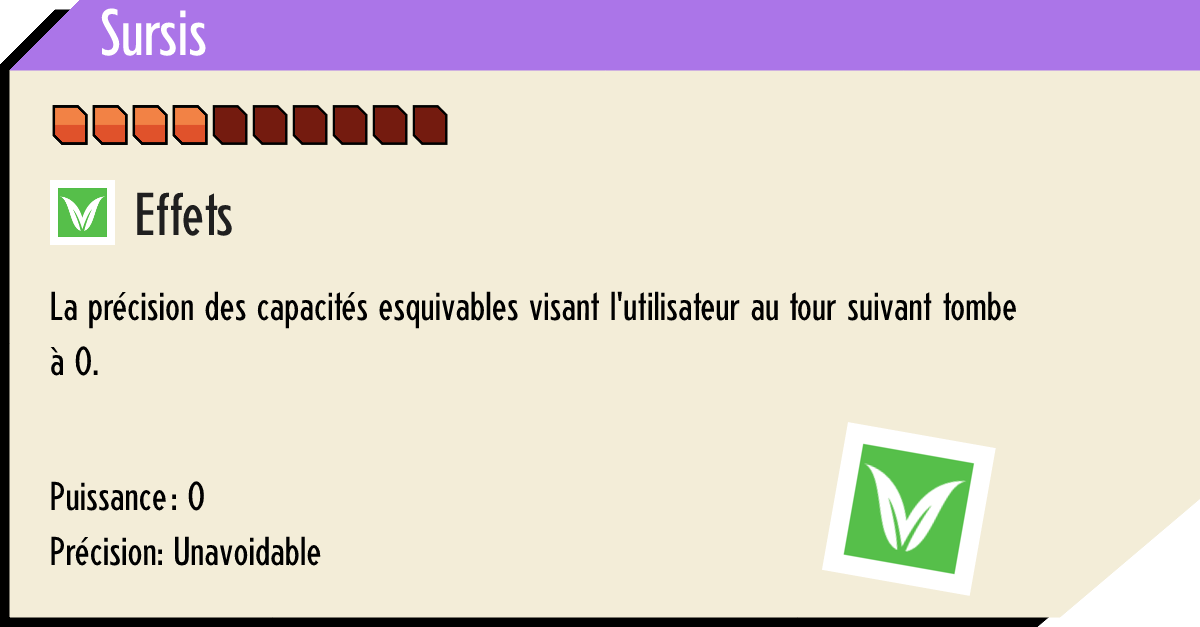 Sursis
Effets
La précision des capacités esquivables visant l'utilisateur au tour suivant tombe
à 0.
Puissance : 0
Précision: Unavoidable